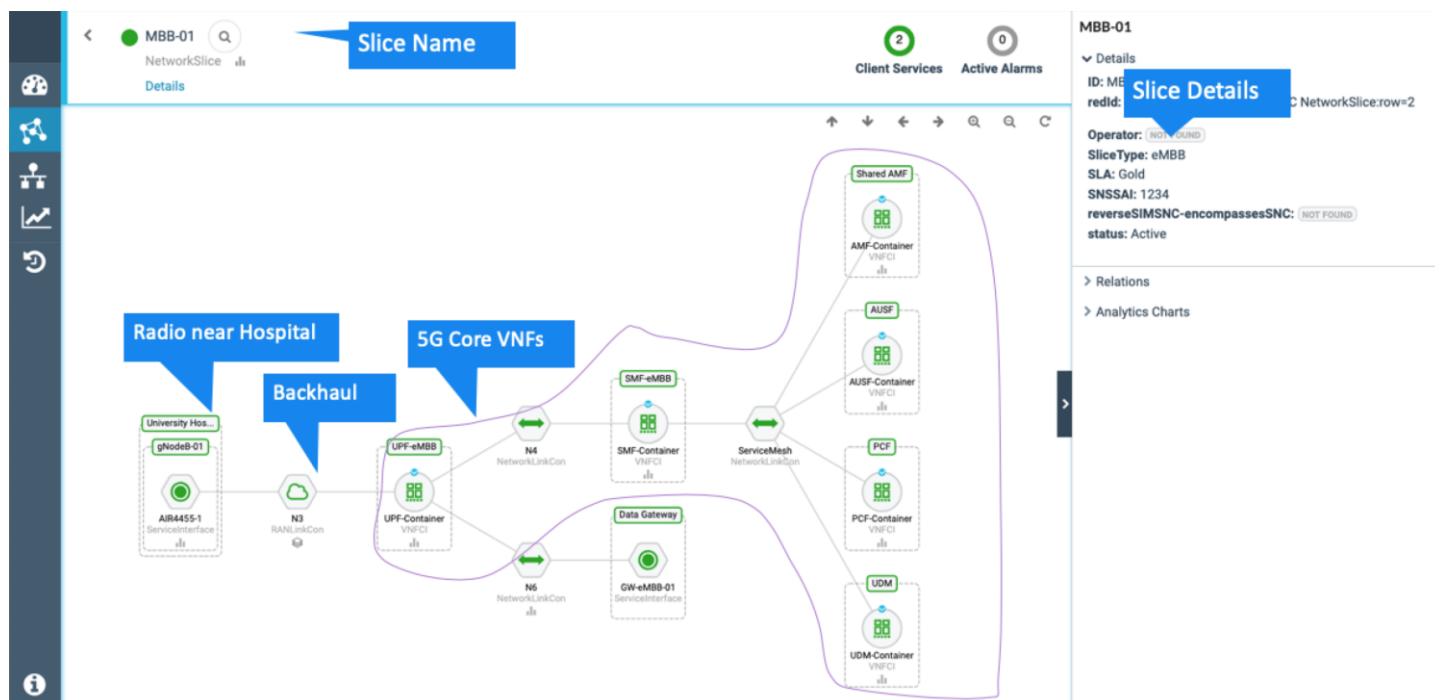 MBB-01
NetworkSlice
Details
Slice Name
2
Client Services
0
Active Alarms
Radio near Hospital
Backhaul
5G Core VNFs
University Hos...
gNodeB-01
AIR4455-1
ServiceInterface
N3
RANLinkCon
UPF-eMBB
UPF-Container
VNFCI
N4
NetworkLinkCon
N6
NetworkLinkCon
SMF-eMBB
SMF-Container
VNFCI
Data Gateway
GW-eMBB-01
ServiceInterface
ServiceMesh
NetworkLinkCon
Shared AMF
AMF-Container
VNFCI
AUSF
AUSF-Container
VNFCI
PCF
PCF-Container
VNFCI
UDM
UDM-Container
VNFCI
MBB-01
Details
ID:
redId: C NetworkSlice:row=2
Slice Details
Operator: NOT FOUND
SliceType: eMBB
SLA: Gold
SNSSAI: 1234
reverseSIMSNC-encompassesSNC: NOT FOUND
status: Active
Relations
Analytics Charts